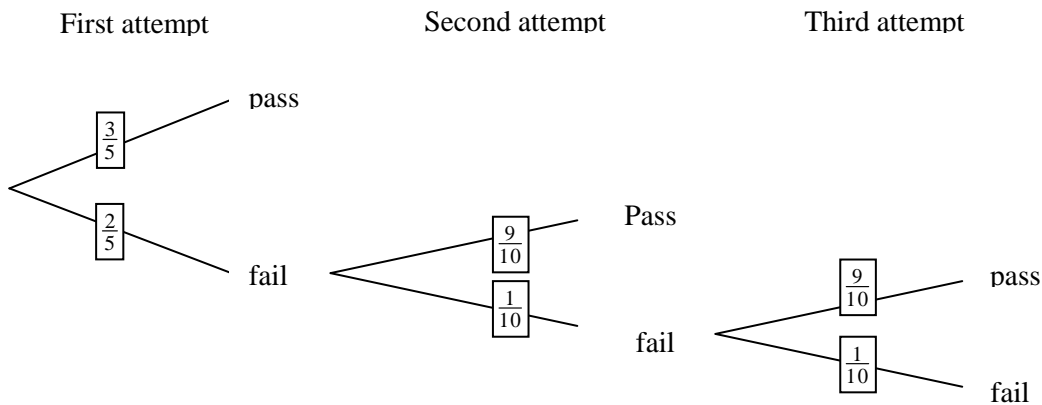 First attempt Second attempt Third attempt
pass
3/5
2/5
fail
Pass
9/10
1/10
fail
pass
9/10
1/10
fail